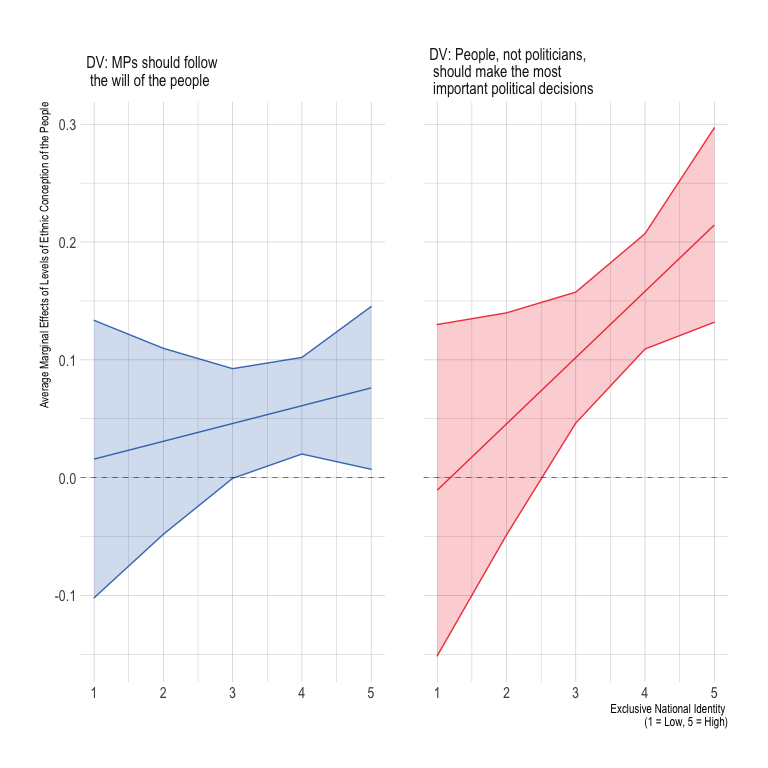 DV: MPs should follow
the will of the people
DV: People, not politicians,
should make the most
important political decisions
Average Marginal Effects of Levels of Ethnic Conception of the People
0.3
0.2
0.1
0.0
-0.1
1 2 3 4 5
1 2 3 4 5
Exclusive National Identity
(1 = Low, 5 = High)